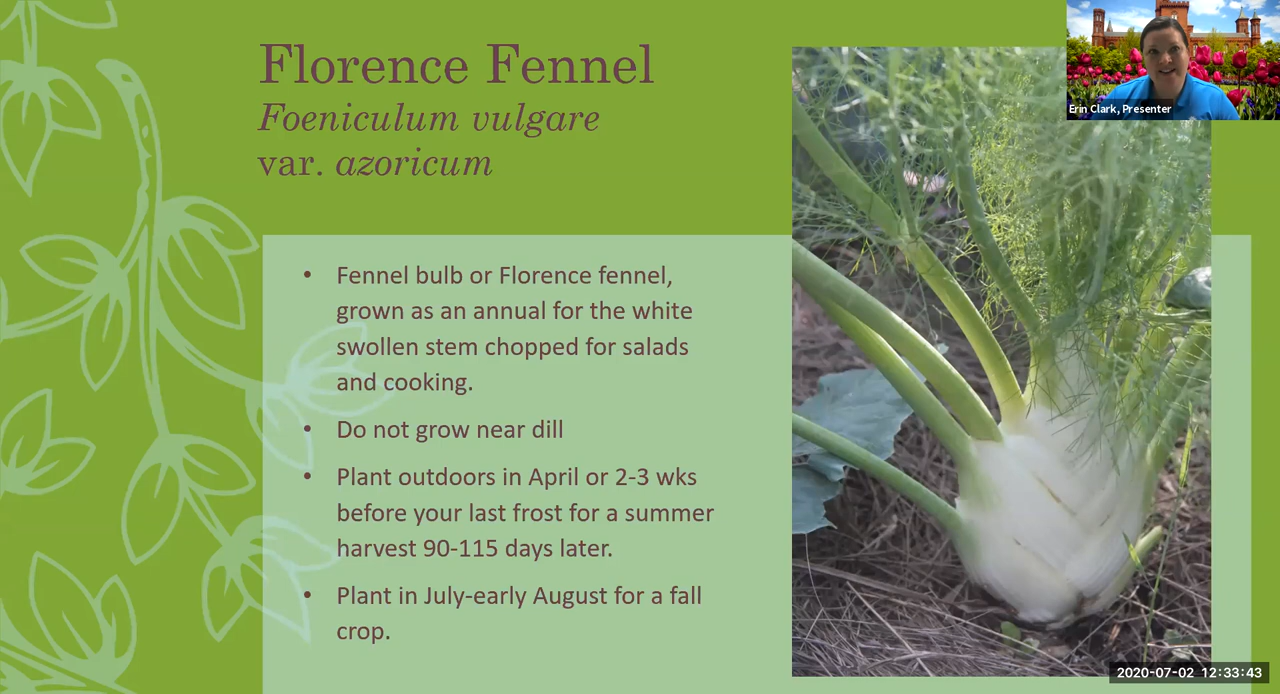 Florence Fennel
Foeniculum vulgare
var. azoricum
Erin Clark, Presenter
• Fennel bulb or Florence fennel,
grown as an annual for the white
swollen stem chopped for salads
and cooking.
• Do not grow near dill
• Plant outdoors in April or 2-3 wks
before your last frost for a summer
harvest 90-115 days later.
• Plant in July-early August for a fall
crop.
2020-07-02 12:33:43